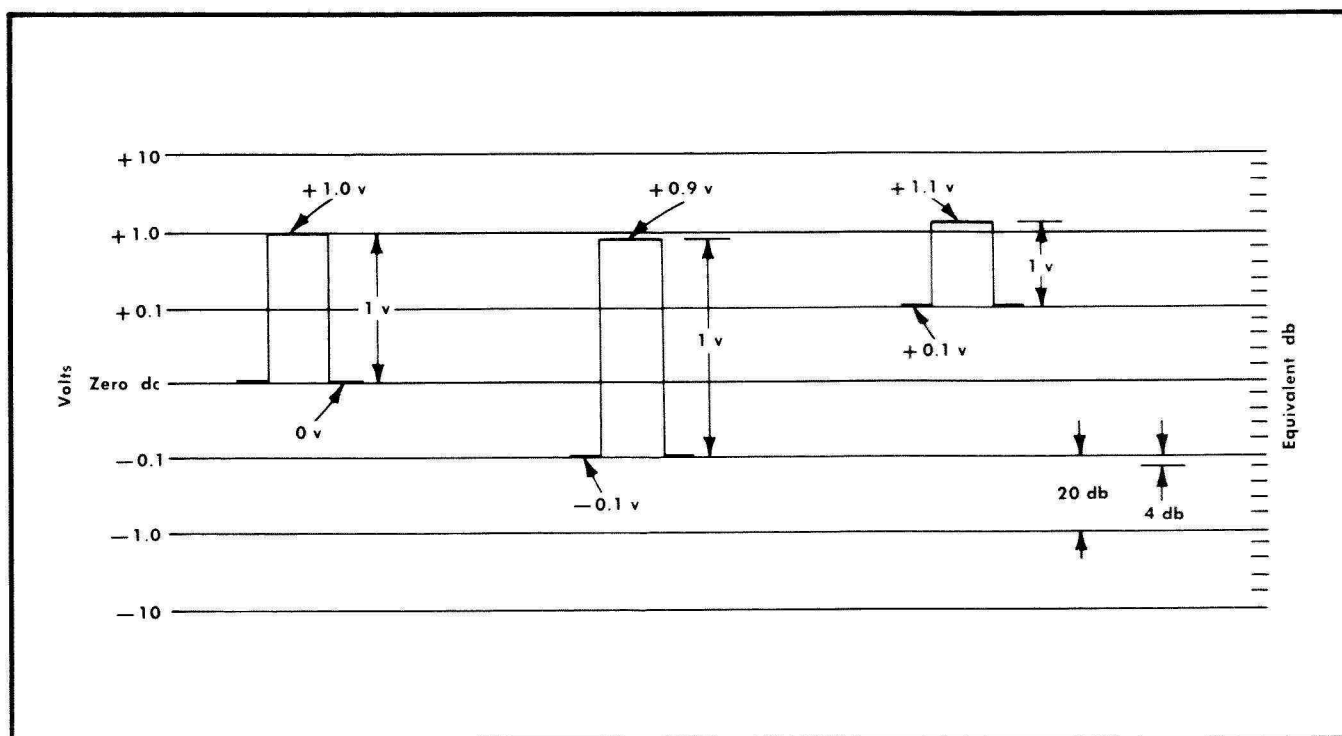 + 10
+ 1.0 v
+ 0.9 v
+ 1.1 v
+ 1.0
1 v
+ 0.1
1 v
1 v
+ 0.1 v
Volts
Zero dc
Equivalent db
0 v
— 0.1
— 0.1 v
20 db
4 db
— 1.0
— 10